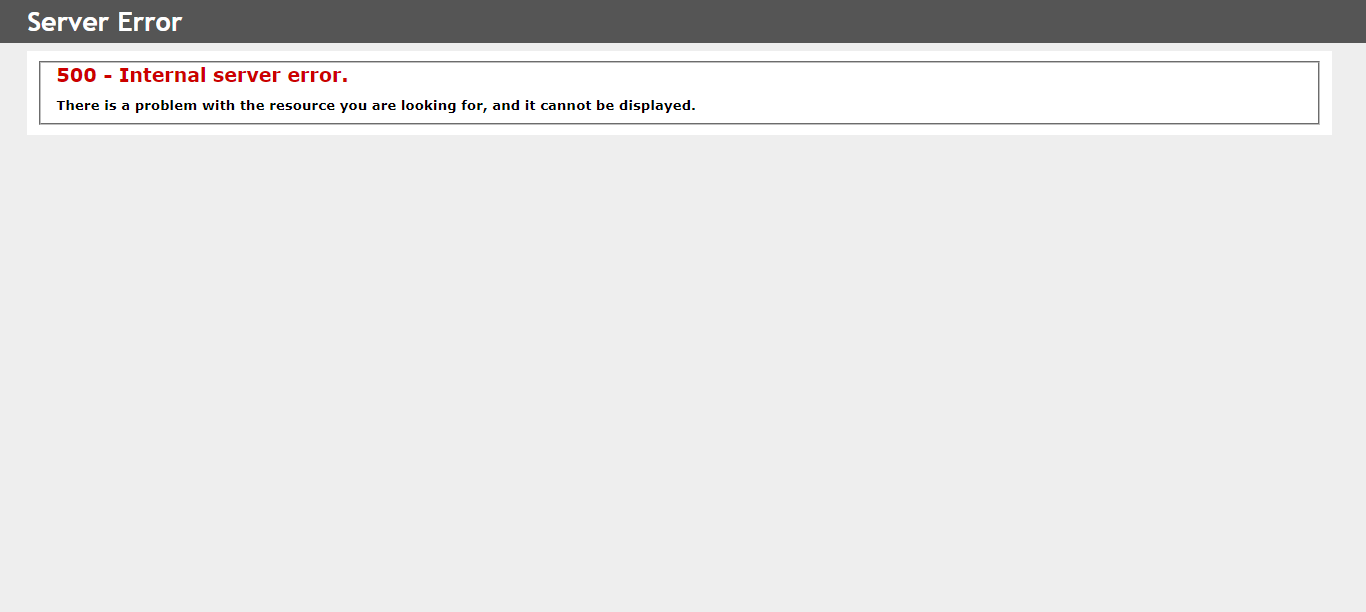 Server Error
500 - Internal server error.
There is a problem with the resource you are looking for, and it cannot be displayed.